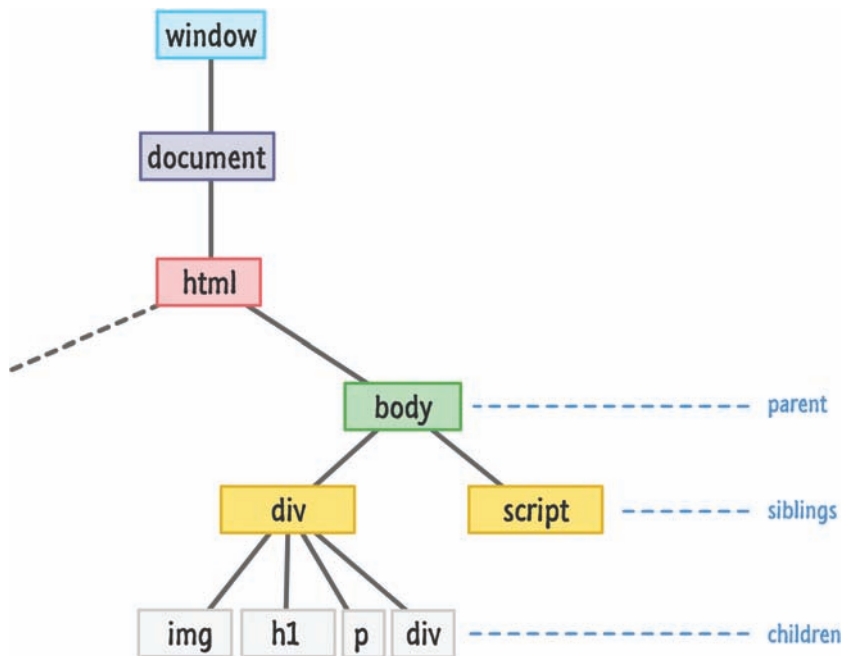 window
document
html
body parent
div script siblings
img h1 p div children